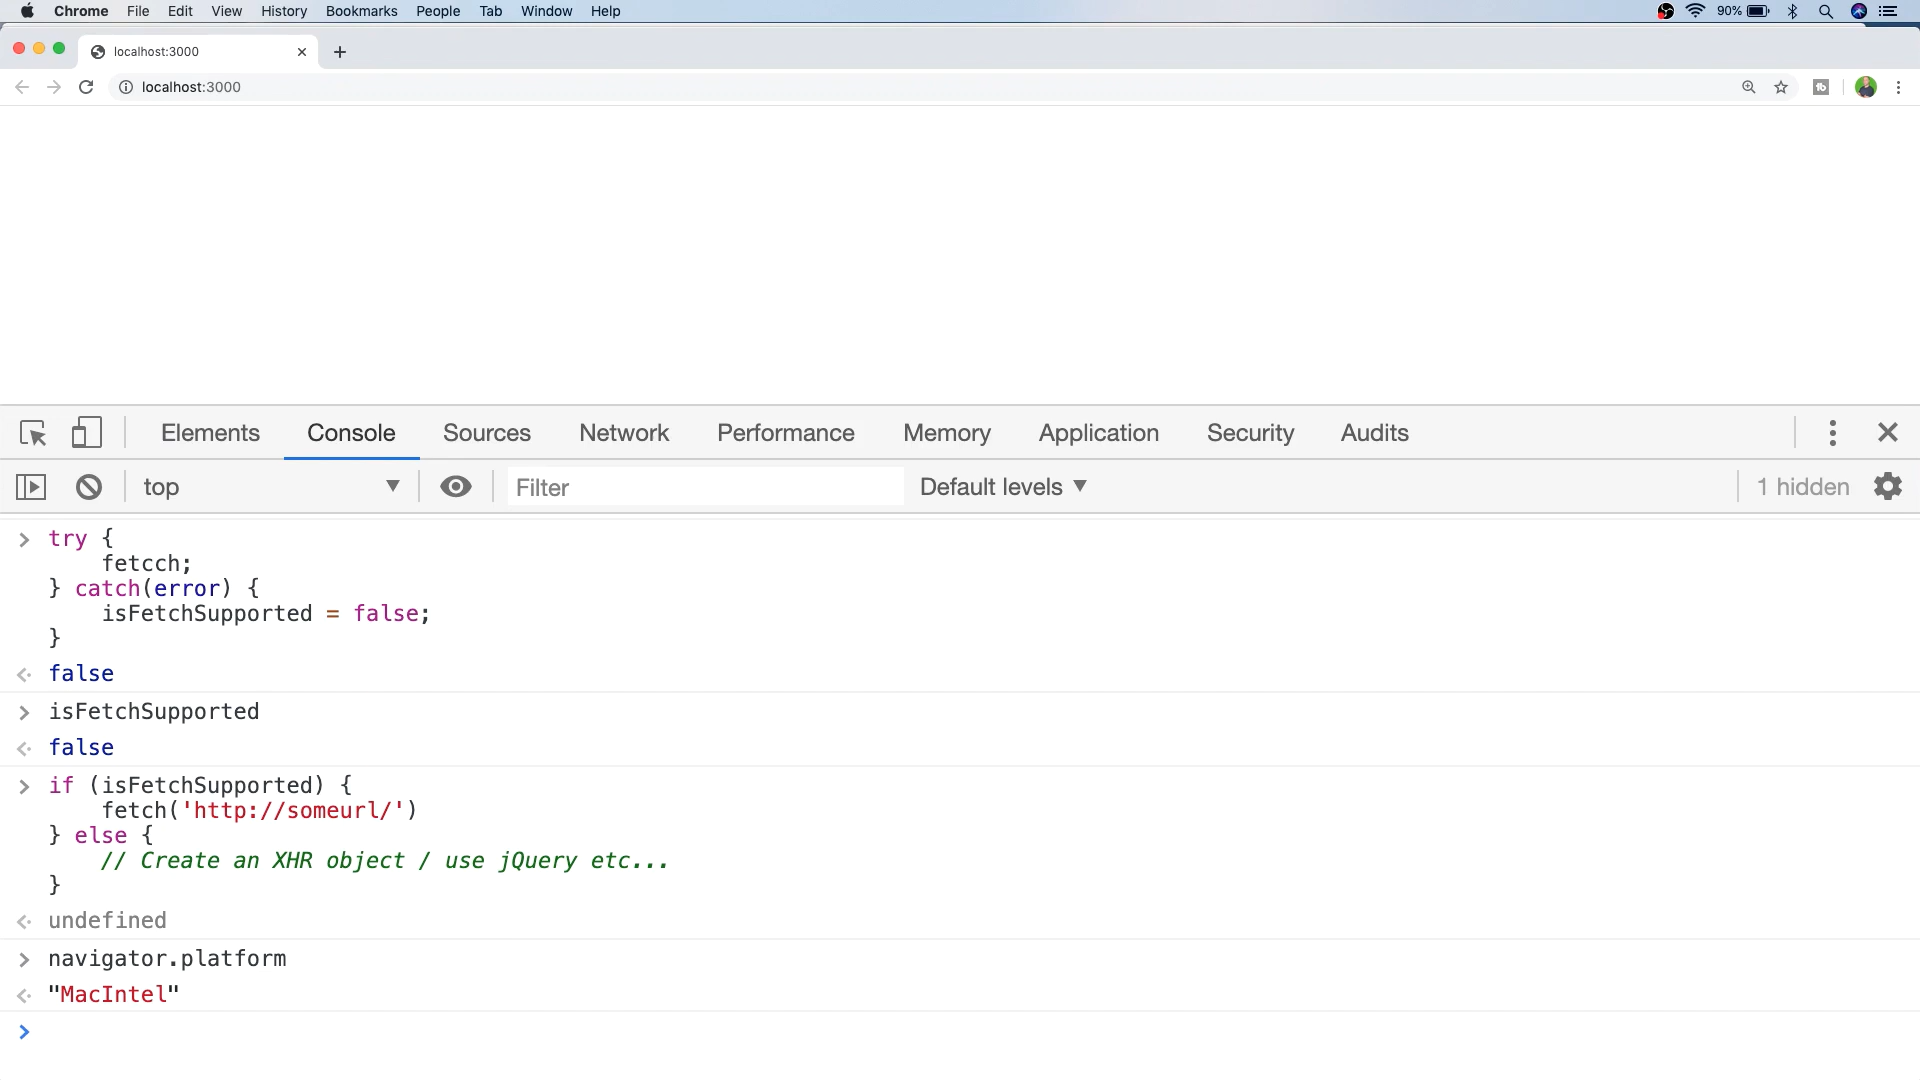 Chrome File Edit View History Bookmarks People Tab Window Help 90%
localhost:3000
localhost:3000
Elements Console Sources Network Performance Memory Application Security Audits
top Filter Default levels 1 hidden
try {
    fetcch;
} catch(error) {
    isFetchSupported = false;
}
false
isFetchSupported
false
if (isFetchSupported) {
    fetch('http://someurl/')
} else {
    // Create an XHR object / use jQuery etc...
}
undefined
navigator.platform
"MacIntel"